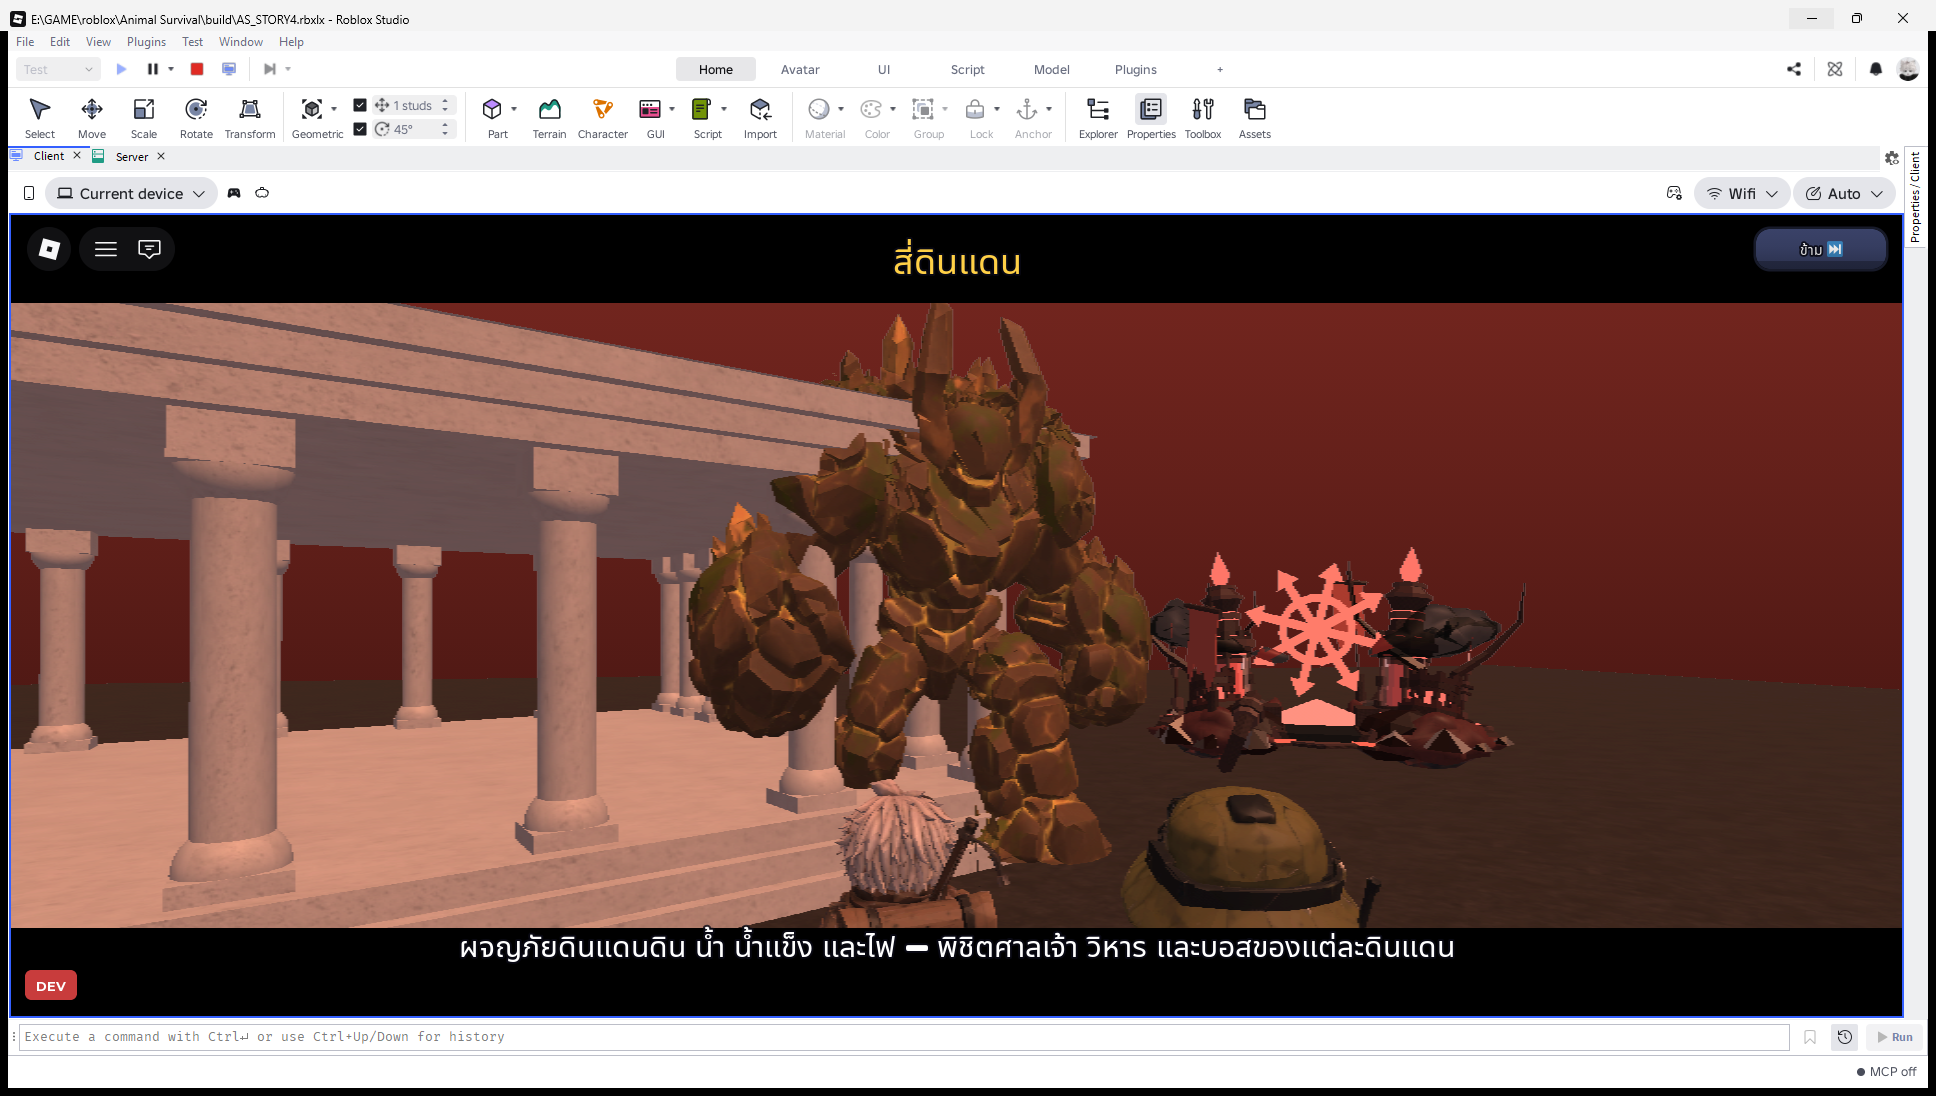 E:\GAME\roblox\Animal Survival\build\AS_STORY4.rbxlx - Roblox Studio
File Edit View Plugins Test Window Help
Test Home Avatar UI Script Model Plugins +
1 studs
45°
Select Move Scale Rotate Transform Geometric Part Terrain Character GUI Script Import Material Color Group Lock Anchor Explorer Properties Toolbox Assets
Client Server
Properties / Client
Current device Wifi Auto
สี่ดินแดน
ข้าม
ผจญภัยดินแดนดิน น้ำ น้ำแข็ง และไฟ — พิชิตศาลเจ้า วิหาร และบอสของแต่ละดินแดน
DEV
Execute a command with Ctrl↵ or use Ctrl+Up/Down for history
Run
MCP off